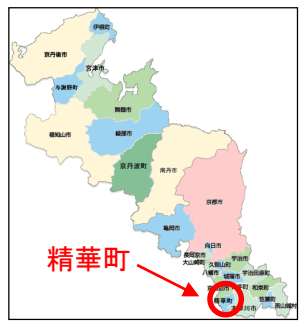 伊根町
京丹後市
宮津市
与謝野町
舞鶴市
福知山市
綾部市
京丹波町
南丹市
京都市
亀岡市
向日市
長岡京市
大山崎町
宇治市
久御山町
八幡市
城陽市
宇治田原町
和束町
精華町
笠置町
南山城村
木津川市
精華町